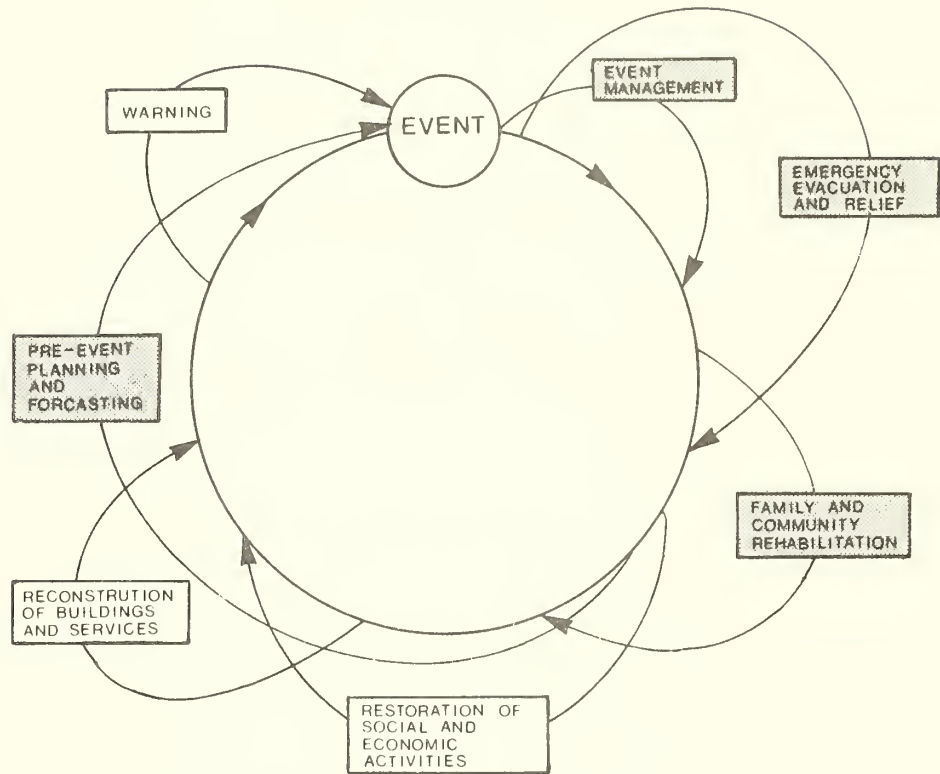 EVENT
EVENT
MANAGEMENT
EMERGENCY
EVACUATION
AND RELIEF
FAMILY AND
COMMUNITY
REHABILITATION
RESTORATION OF
SOCIAL AND
ECONOMIC
ACTIVITIES
RECONSTRUTION
OF BUILDINGS
AND SERVICES
PRE-EVENT
PLANNING
AND
FORCASTING
WARNING